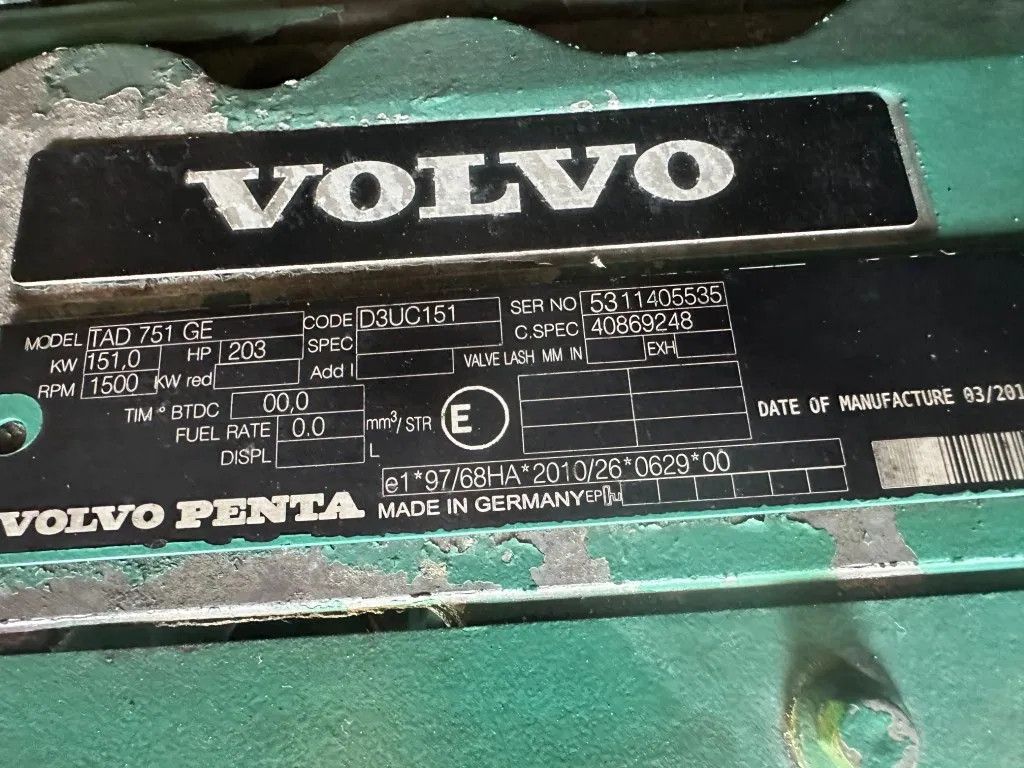 VOLVO
MODEL TAD 751 GE CODE D3UC151 SER NO 5311405535
KW 151,0 HP 203 SPEC C.SPEC 40869248
RPM 1500 KW red Add I VALVE LASH MM IN EXH
TIM ° BTDC 00,0
FUEL RATE 0.0 mm³/STR E
DISPL L
DATE OF MANUFACTURE 03/201
e1*97/68HA*2010/26*0629*00
VOLVO PENTA MADE IN GERMANY EP